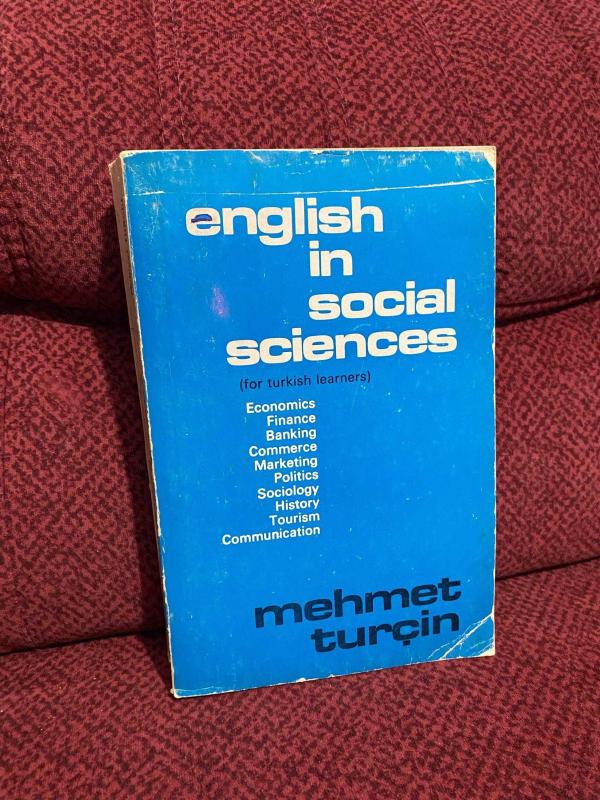 english
in
social
sciences
(for turkish learners)
Economics
Finance
Banking
Commerce
Marketing
Politics
Sociology
History
Tourism
Communication
mehmet
turçin